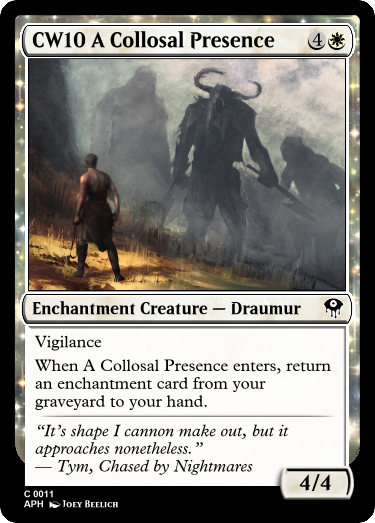 CW10 A Collosal Presence 4
Enchantment Creature — Draumur
Vigilance
When A Collosal Presence enters, return
an enchantment card from your
graveyard to your hand.
“It's shape I cannot make out, but it
approaches nonetheless.”
— Tym, Chased by Nightmares
4/4
C 0011
APH Joey Beelich